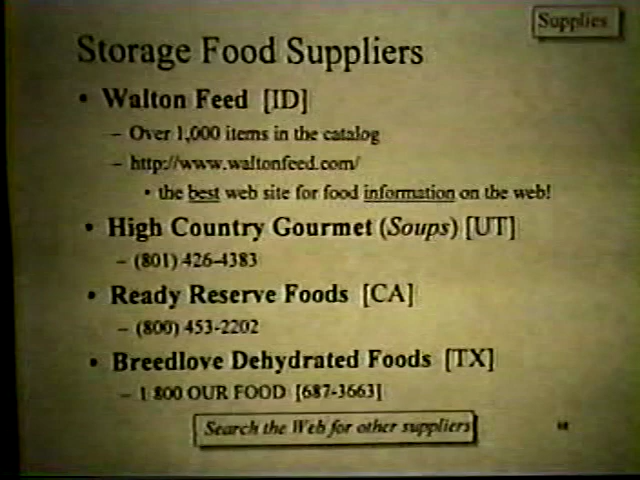 Supplies
Storage Food Suppliers
• Walton Feed [ID]
– Over 1,000 items in the catalog
– http://www.waltonfeed.com/
• the best web site for food information on the web!
• High Country Gourmet (Soups) [UT]
– (801) 426-4383
• Ready Reserve Foods [CA]
– (800) 453-2202
• Breedlove Dehydrated Foods [TX]
– 1 800 OUR FOOD [687-3663]
Search the Web for other suppliers